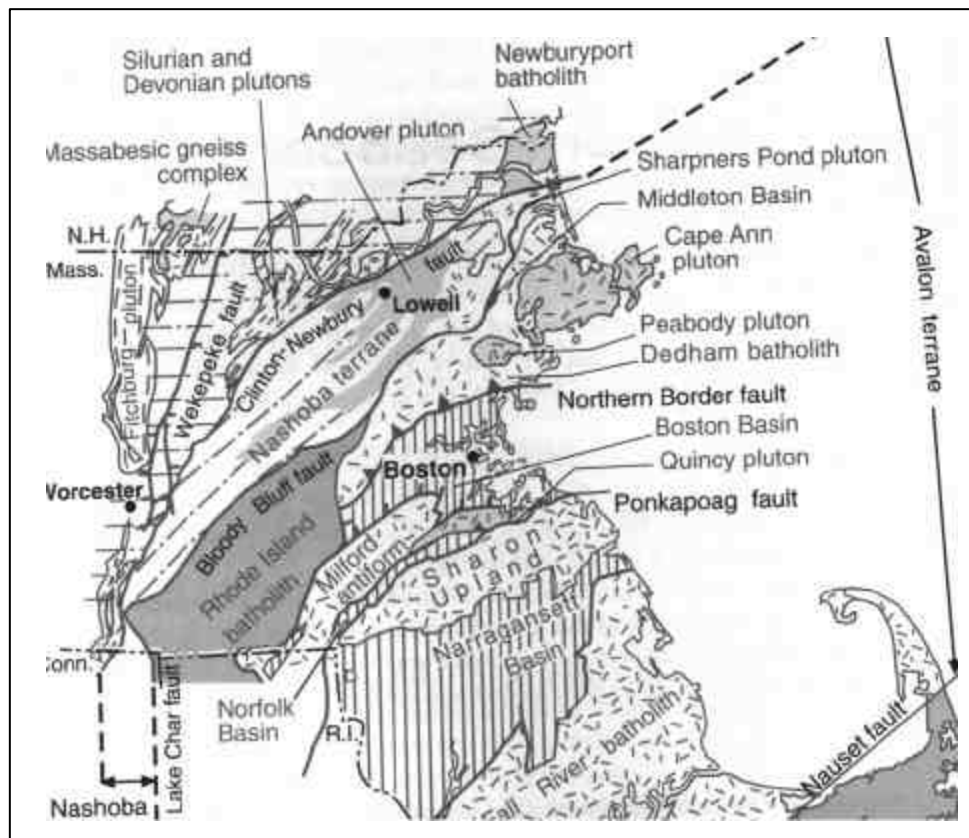 Newburyport
batholith
Silurian and
Devonian plutons
Andover pluton
Massabesic gneiss
complex
Sharpners Pond pluton
Middleton Basin
N.H.
Mass.
Cape Ann
pluton
Avalon terrane
Fitchburg pluton
Wekepeke fault
Clinton-Newbury fault
Lowell
Nashoba terrane
Peabody pluton
Dedham batholith
Northern Border fault
Boston Basin
Boston
Quincy pluton
Worcester
Bloody Bluff fault
Ponkapoag fault
Rhode Island
batholith
Milford
antiform
Sharon
Upland
Narragansett
Basin
Conn.
Norfolk
Basin
R.I.
Lake Char fault
Nashoba
River batholith
Nauset fault